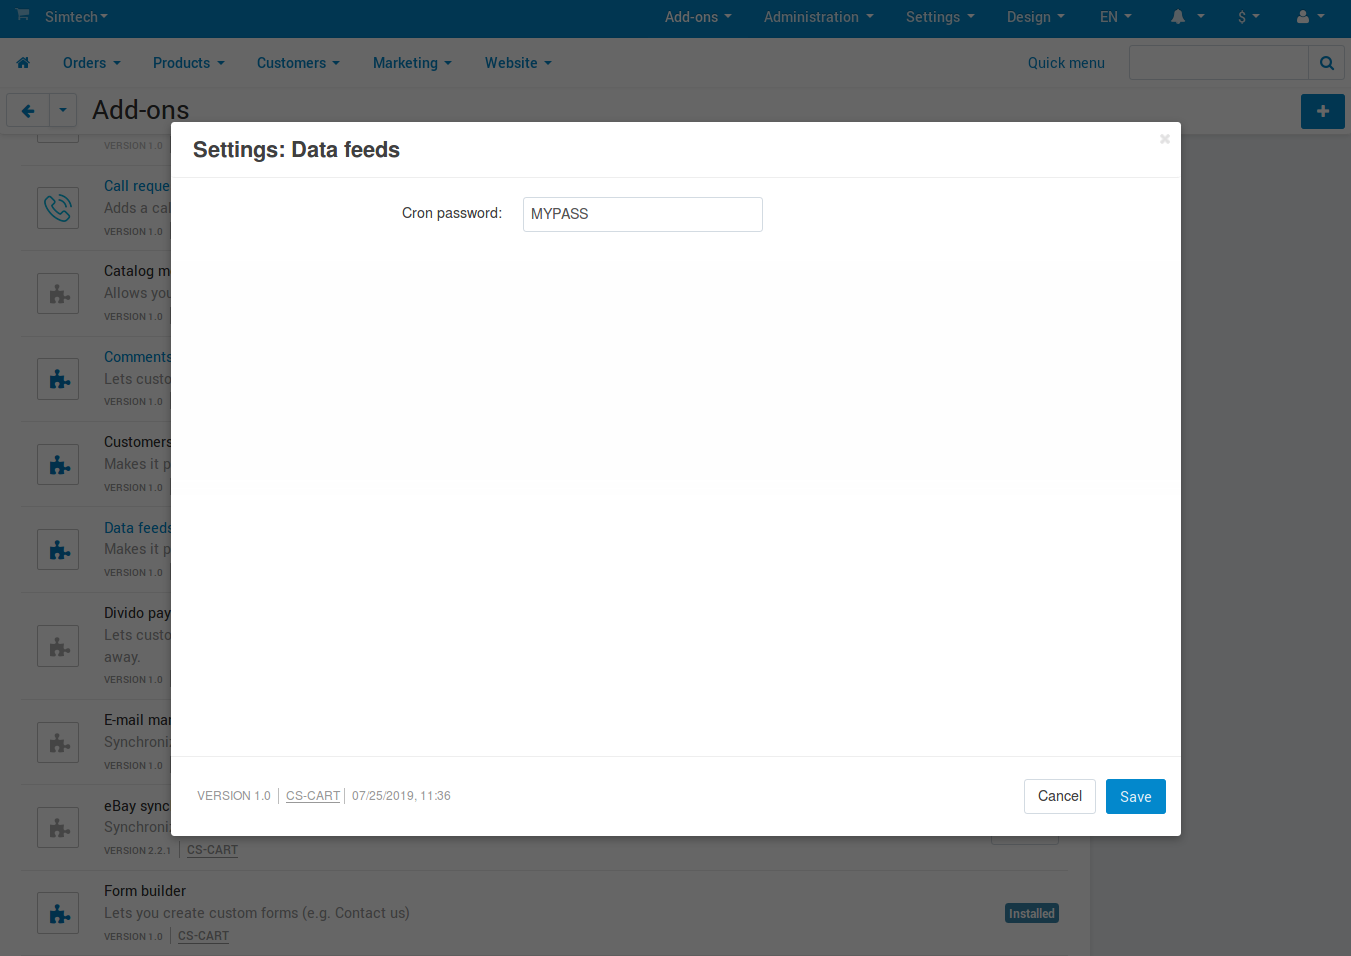 Simtech Add-ons Administration Settings Design EN $
Orders Products Customers Marketing Website Quick menu
Add-ons
VERSION 1.0
Settings: Data feeds
Cron password: MYPASS
Call reque
Adds a cal
VERSION 1.0
Catalog m
Allows you
VERSION 1.0
Comments
Lets custo
VERSION 1.0
Customers
Makes it p
VERSION 1.0
Data feeds
Makes it p
VERSION 1.0
Divido pay
Lets custo
away.
VERSION 1.0
E-mail mar
Synchroni
VERSION 1.0
VERSION 1.0 CS-CART 07/25/2019, 11:36 Cancel Save
eBay sync
Synchroni
VERSION 2.2.1 CS-CART
Form builder
Lets you create custom forms (e.g. Contact us) Installed
VERSION 1.0 CS-CART